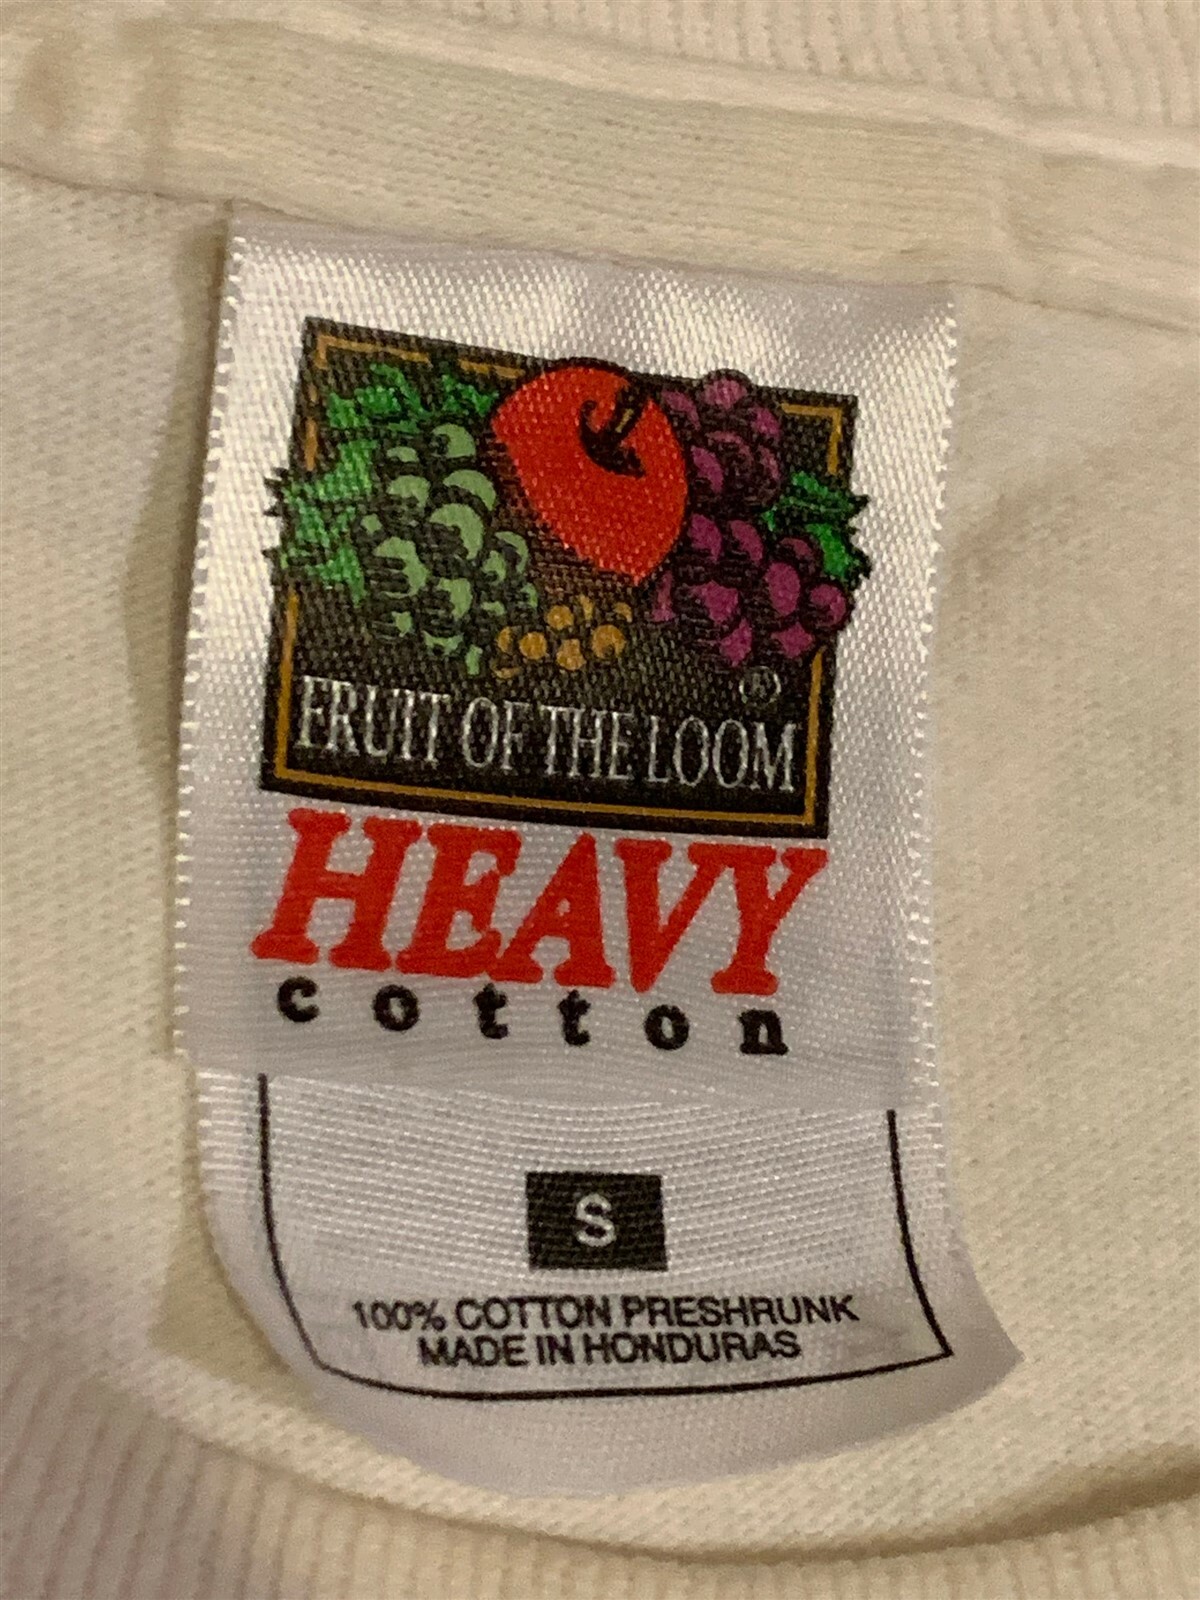 ®
FRUIT OF THE LOOM
HEAVY
cotton
S
100% COTTON PRESHRUNK
MADE IN HONDURAS